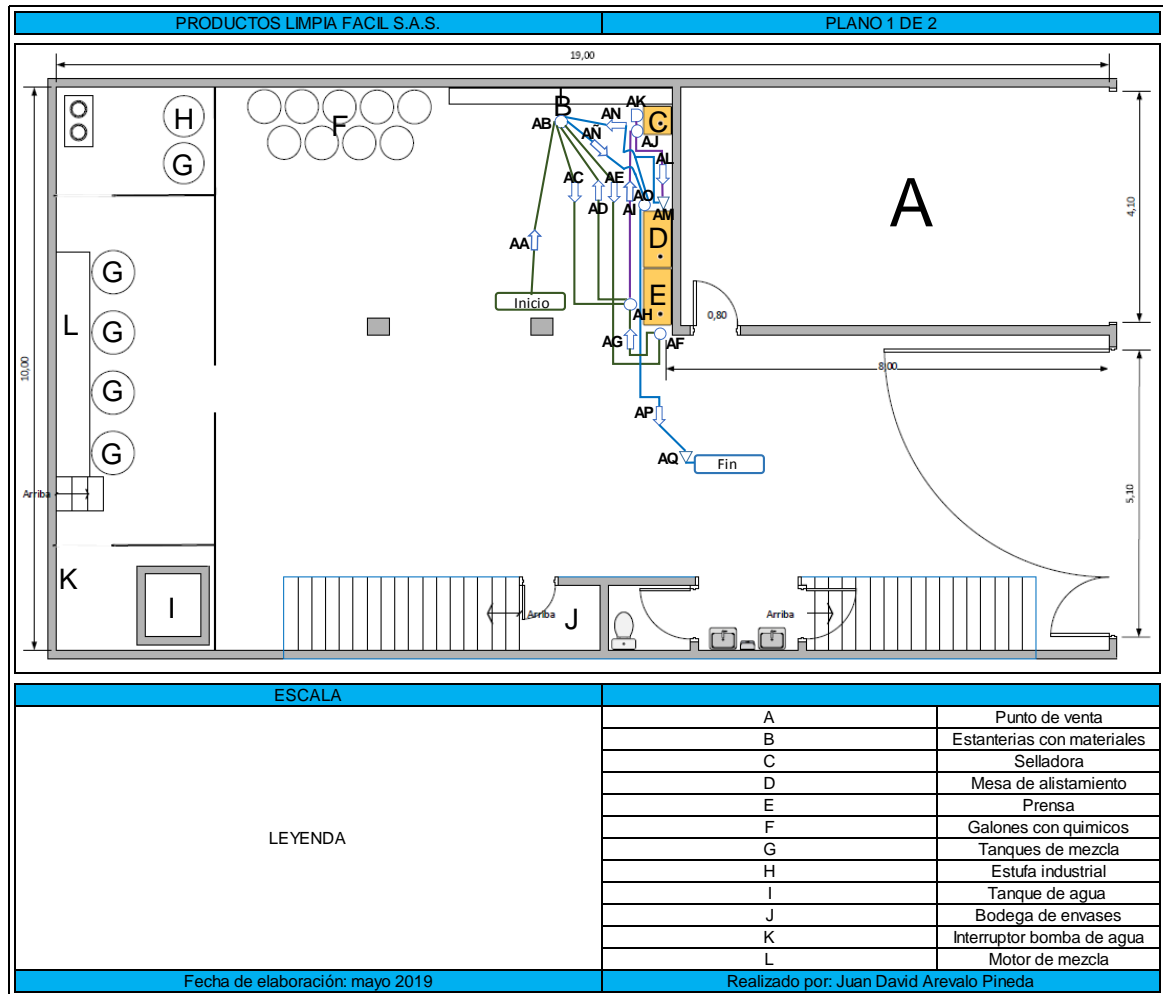 PRODUCTOS LIMPIA FACIL S.A.S. PLANO 1 DE 2
19,00
H
G
F
B
AB
AÑ
AN
AK
C
AJ
AL
AC
AD
AE
AI
AO
AM
A
4,10
AA
D
E
Inicio
AH
AG
AF
0,80
8,00
G
G
G
G
L
10,00
AP
AQ
Fin
5,10
Arriba
K
I
Arriba
J
Arriba
ESCALA
LEYENDA
A Punto de venta
B Estanterias con materiales
C Selladora
D Mesa de alistamiento
E Prensa
F Galones con quimicos
G Tanques de mezcla
H Estufa industrial
I Tanque de agua
J Bodega de envases
K Interruptor bomba de agua
L Motor de mezcla
Fecha de elaboración: mayo 2019 Realizado por: Juan David Arevalo Pineda